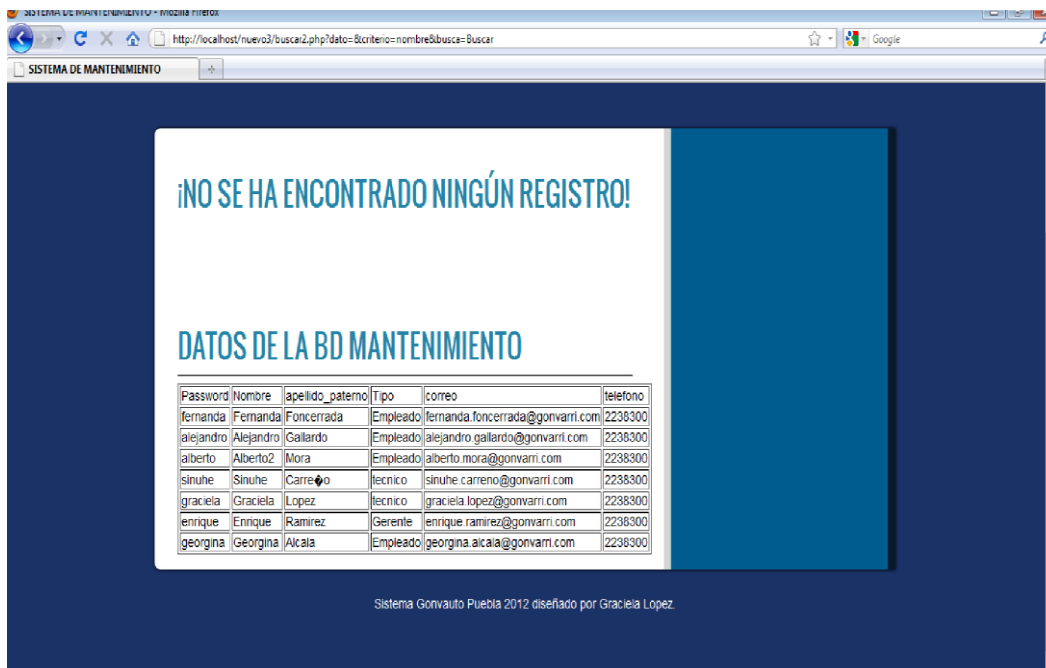 SISTEMA DE MANTENIMIENTO - Mozilla Firefox
http://localhost/nuevo3/buscar2.php?dato=&criterio=nombre&busca=Buscar
Google
SISTEMA DE MANTENIMIENTO
¡NO SE HA ENCONTRADO NINGÚN REGISTRO!
DATOS DE LA BD MANTENIMIENTO
Password Nombre apellido_paterno Tipo correo telefono
fernanda Fernanda Foncerrada Empleado fernanda.foncerrada@gonvarri.com 2238300
alejandro Alejandro Gallardo Empleado alejandro.gallardo@gonvarri.com 2238300
alberto Alberto2 Mora Empleado alberto.mora@gonvarri.com 2238300
sinuhe Sinuhe Carre�o tecnico sinuhe.carreno@gonvarri.com 2238300
graciela Graciela Lopez tecnico graciela.lopez@gonvarri.com 2238300
enrique Enrique Ramirez Gerente enrique.ramirez@gonvarri.com 2238300
georgina Georgina Alcala Empleado georgina.alcala@gonvarri.com 2238300
Sistema Gonvauto Puebla 2012 diseñado por Graciela Lopez.